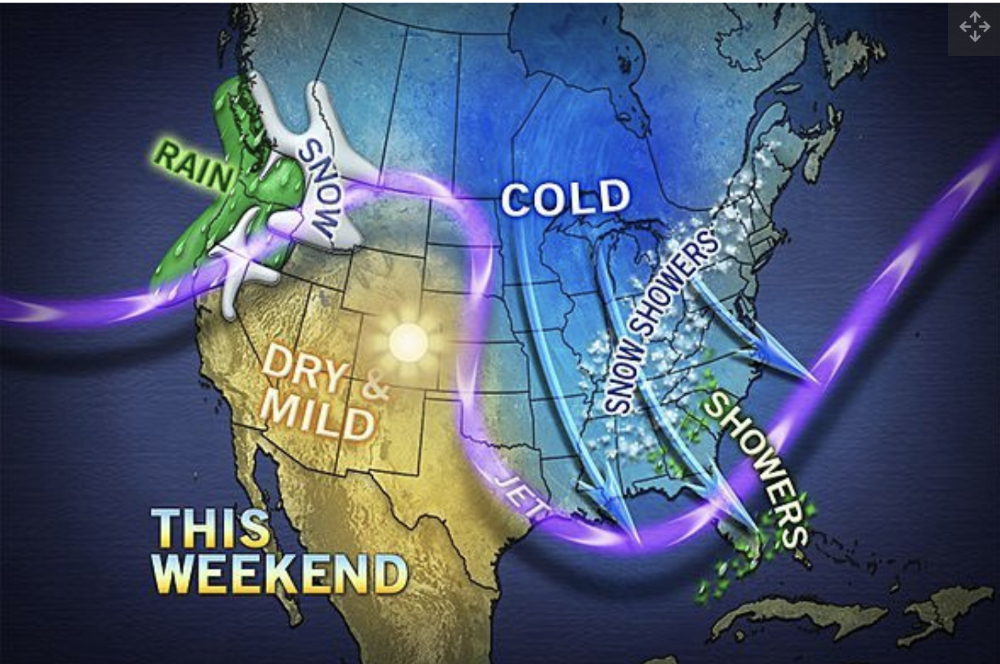 RAIN
SNOW
COLD
SNOW SHOWERS
DRY &
MILD
SHOWERS
JET
THIS
WEEKEND